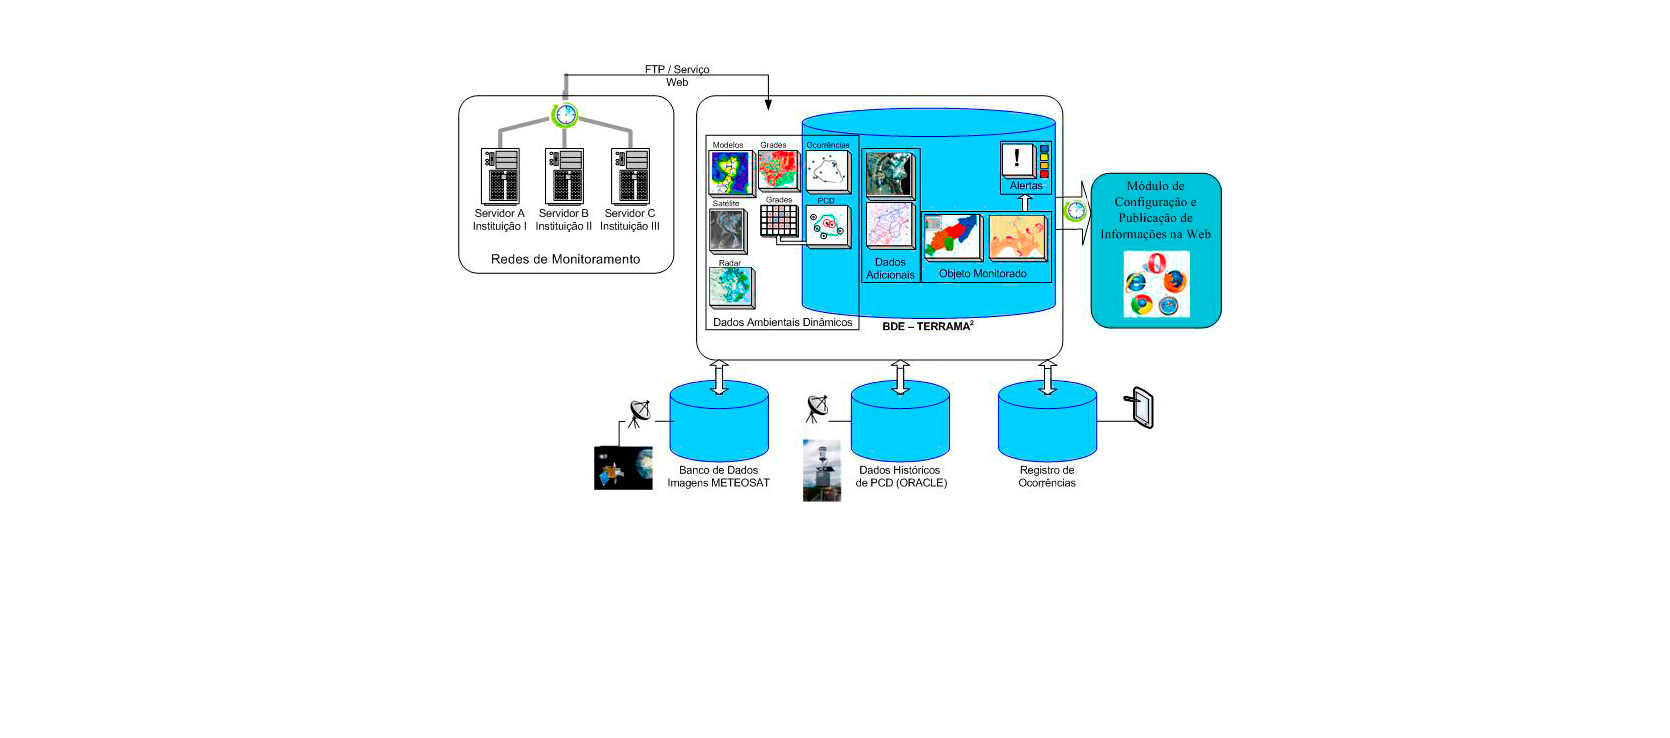 FTP / Serviço
Web
Servidor A
Instituição I
Servidor B
Instituição II
Servidor C
Instituição III
Redes de Monitoramento
Modelos
Grades
Ocorrências
Satélite
Grades
PCD
Radar
Dados Ambientais Dinâmicos
Dados
Adicionais
!
Alertas
Objeto Monitorado
BDE – TERRAMA²
Módulo de
Configuração e
Publicação de
Informações na Web
Banco de Dados
Imagens METEOSAT
Dados Históricos
de PCD (ORACLE)
Registro de
Ocorrências